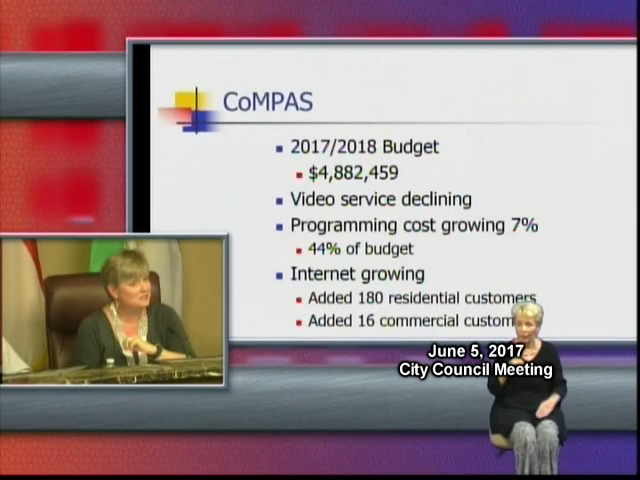 CoMPAS
2017/2018 Budget
$4,882,459
Video service declining
Programming cost growing 7%
44% of budget
Internet growing
Added 180 residential customers
Added 16 commercial custom
June 5, 2017
City Council Meeting